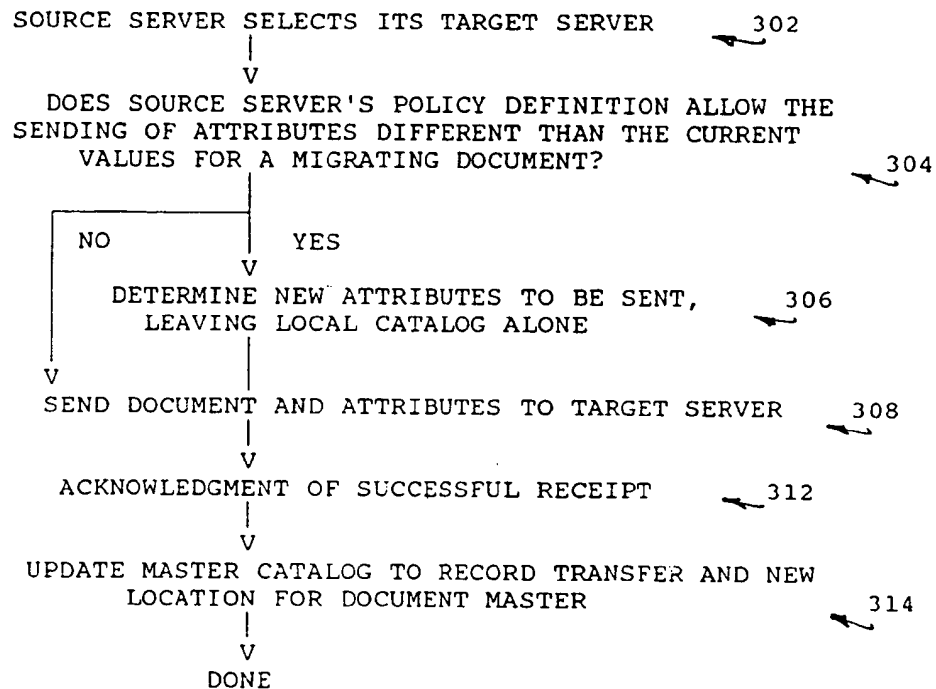 SOURCE SERVER SELECTS ITS TARGET SERVER 302
V
DOES SOURCE SERVER'S POLICY DEFINITION ALLOW THE
SENDING OF ATTRIBUTES DIFFERENT THAN THE CURRENT
VALUES FOR A MIGRATING DOCUMENT? 304
NO YES
V
DETERMINE NEW ATTRIBUTES TO BE SENT, 306
LEAVING LOCAL CATALOG ALONE
V
SEND DOCUMENT AND ATTRIBUTES TO TARGET SERVER 308
V
ACKNOWLEDGMENT OF SUCCESSFUL RECEIPT 312
V
UPDATE MASTER CATALOG TO RECORD TRANSFER AND NEW
LOCATION FOR DOCUMENT MASTER 314
V
DONE